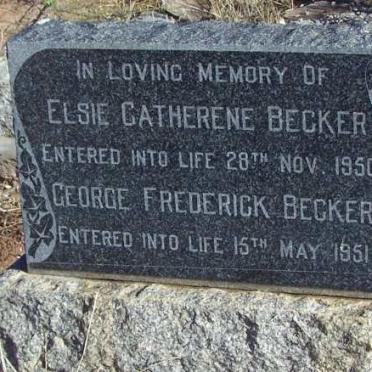 IN LOVING MEMORY OF
ELSIE CATHERENE BECKER
ENTERED INTO LIFE 28TH NOV. 1950
GEORGE FREDERICK BECKER
ENTERED INTO LIFE 15TH MAY 1951